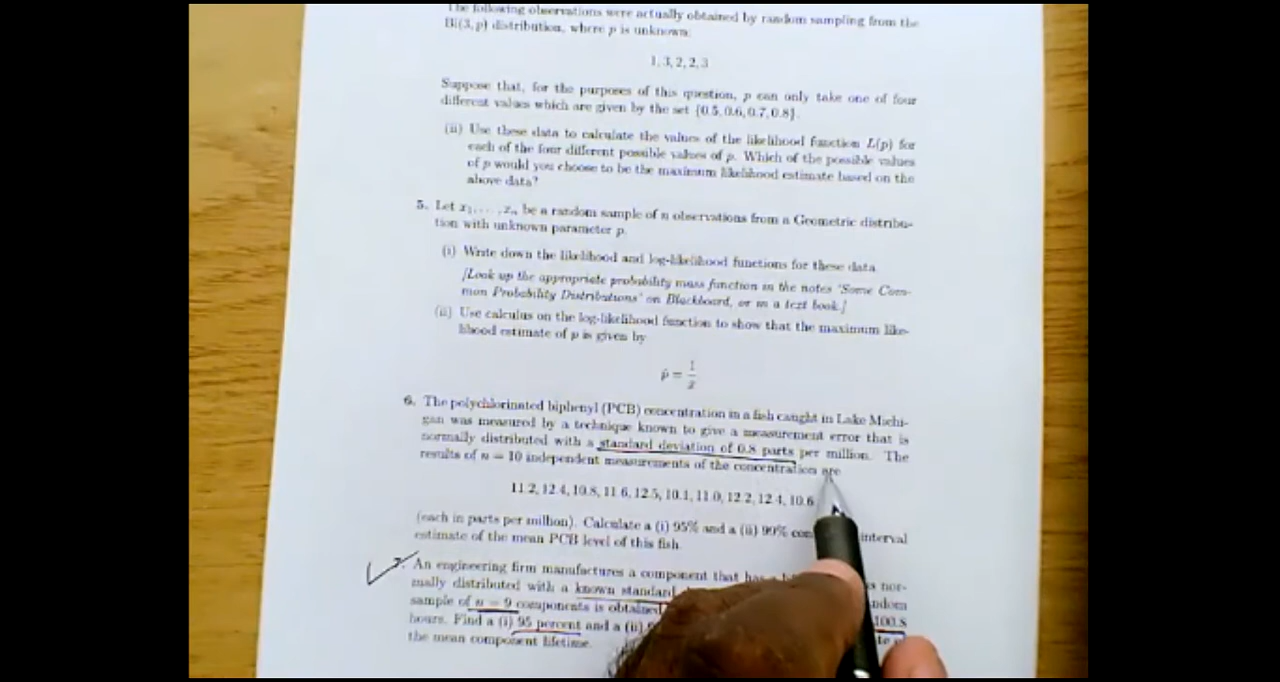 The following observations were actually obtained by random sampling from the
Bi(3, p) distribution, where p is unknown:
1, 3, 2, 2, 3
Suppose that, for the purposes of this question, p can only take one of four
different values which are given by the set {0.5, 0.6, 0.7, 0.8}.
(ii) Use these data to calculate the values of the likelihood function L(p) for
each of the four different possible values of p. Which of the possible values
of p would you choose to be the maximum likelihood estimate based on the
above data?
5. Let x₁, . . . , xₙ be a random sample of n observations from a Geometric distribu-
tion with unknown parameter p.
(i) Write down the likelihood and log-likelihood functions for these data.
[Look up the appropriate probability mass function in the notes 'Some Com-
mon Probability Distributions' on Blackboard, or in a text book.]
(ii) Use calculus on the log-likelihood function to show that the maximum like-
lihood estimate of p is given by
p̂ = 1/x̄
6. The polychlorinated biphenyl (PCB) concentration in a fish caught in Lake Michi-
gan was measured by a technique known to give a measurement error that is
normally distributed with a standard deviation of 0.8 parts per million. The
results of n = 10 independent measurements of the concentration are
11.2, 12.4, 10.8, 11.6, 12.5, 10.1, 11.0, 12.2, 12.4, 10.6
(each in parts per million). Calculate a (i) 95% and a (ii) 99% con interval
estimate of the mean PCB level of this fish.
An engineering firm manufactures a component that has a nor-
mally distributed with a known standard
sample of n = 9 components is obtained ndom
hours. Find a (i) 95 percent and a (ii) 100.8
the mean component lifetime.